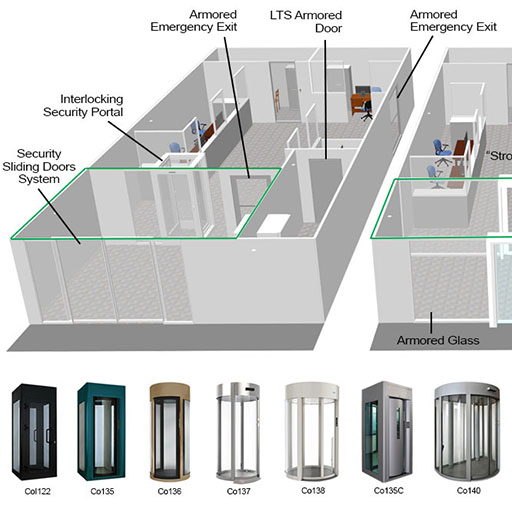 Armored
Emergency Exit
LTS Armored
Door
Armored
Emergency Exit
Interlocking
Security Portal
Security
Sliding Doors
System
"Stro
Armored Glass
Col122
Co135
Co136
Co137
Co138
Co135C
Co140